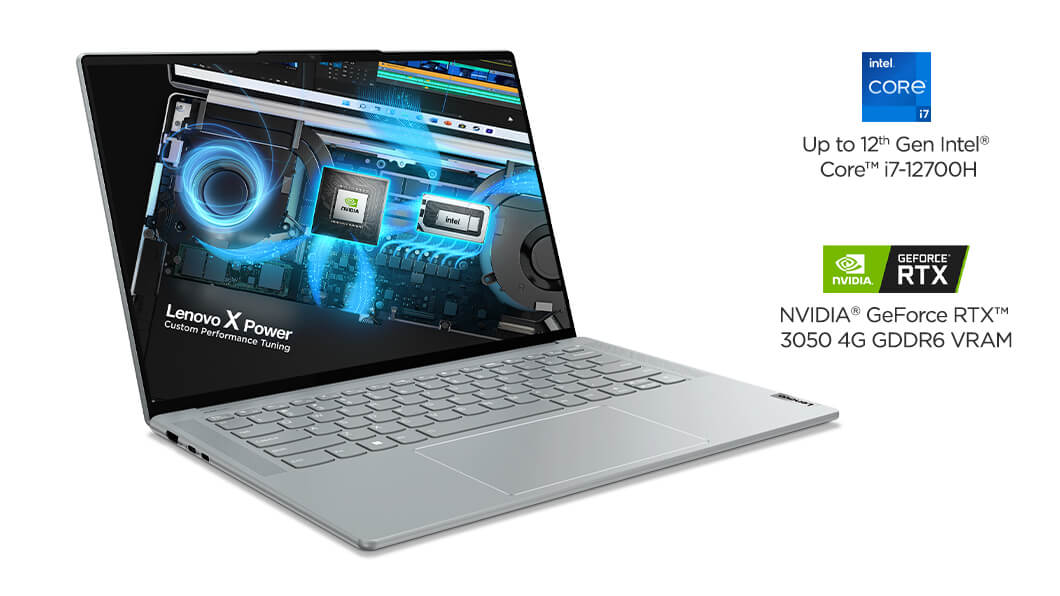 NVIDIA
intel
Lenovo X Power
Custom Performance Tuning
Lenovo
intel
CORE
i7
Up to 12th Gen Intel®
Core™ i7-12700H
NVIDIA.
GEFORCE®
RTX
NVIDIA® GeForce RTX™
3050 4G GDDR6 VRAM